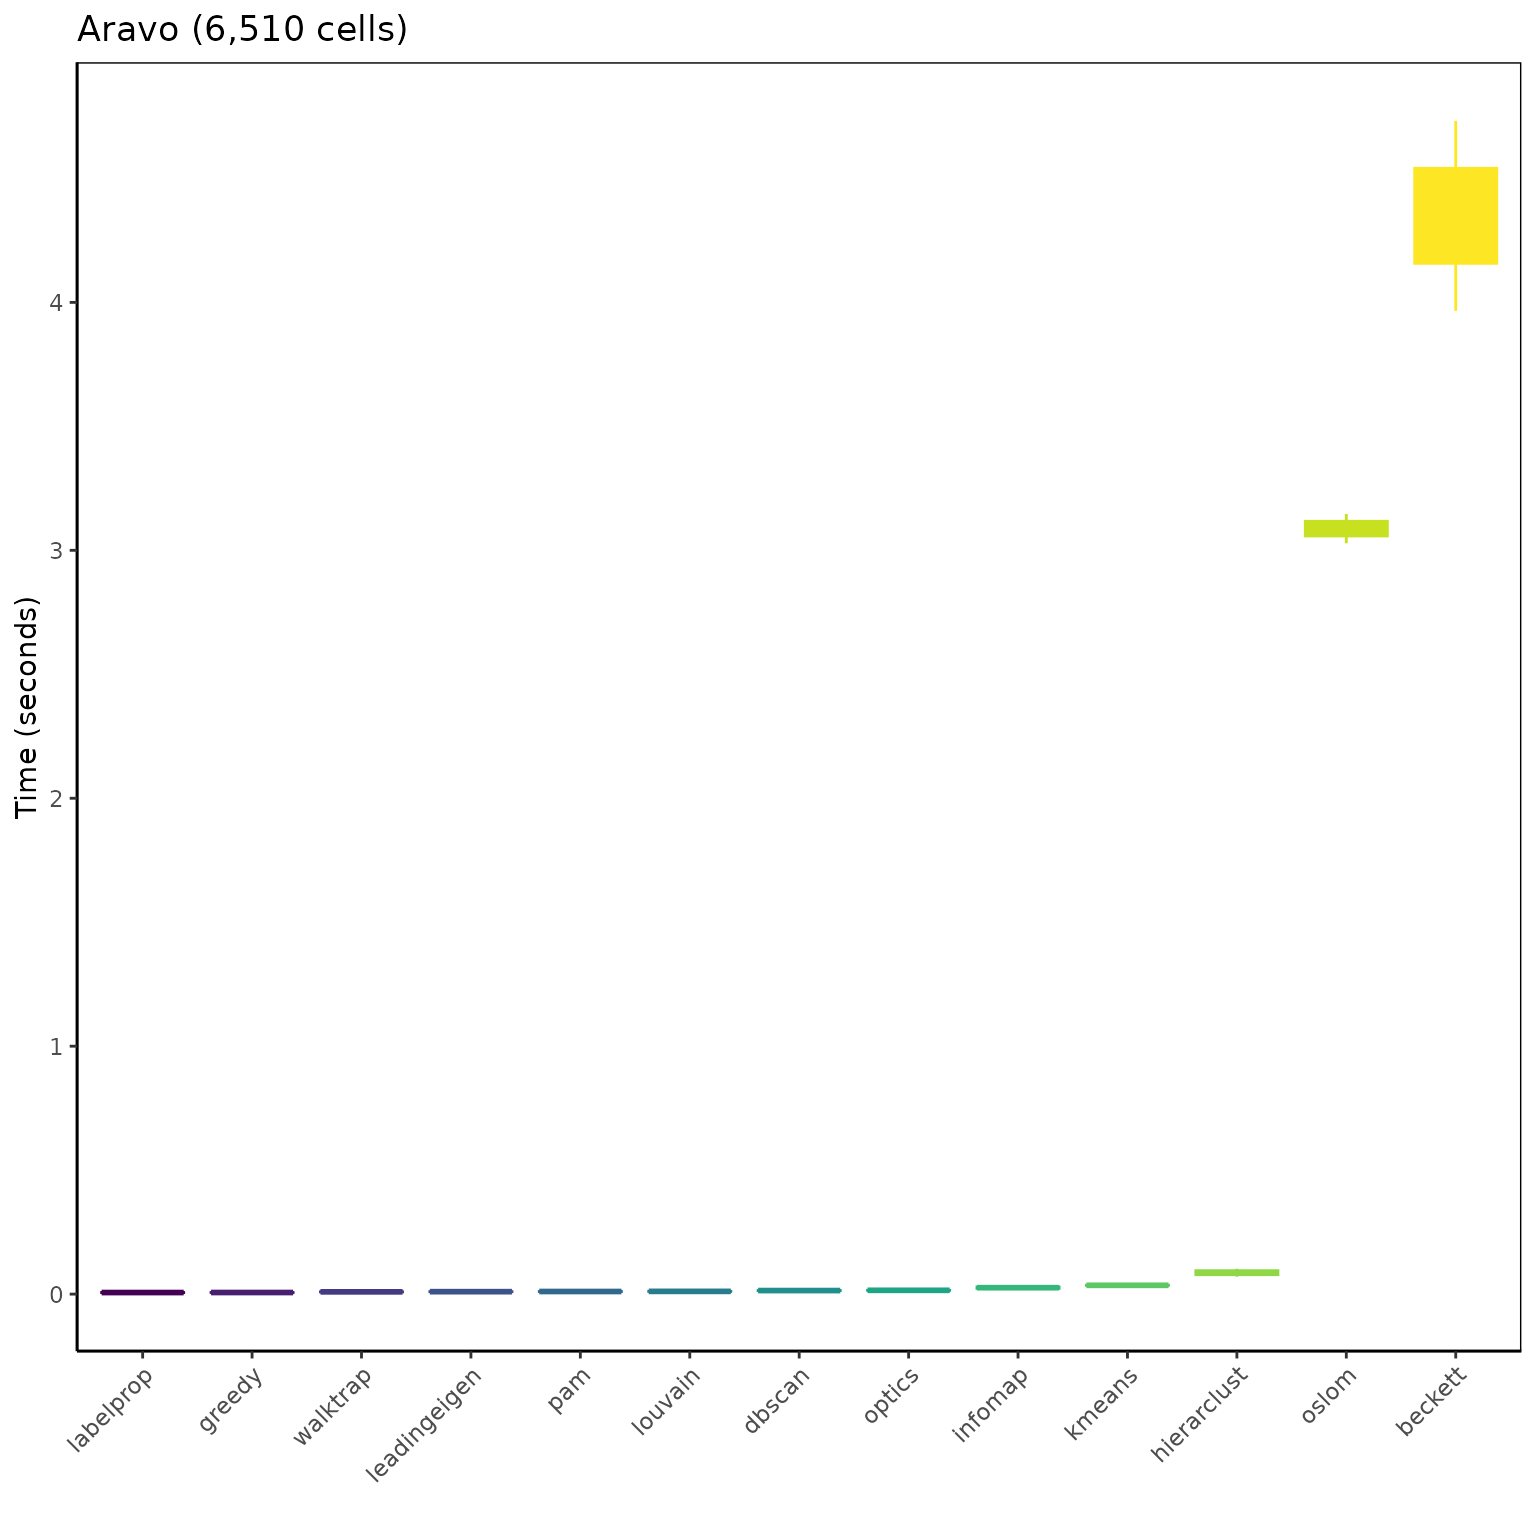 Aravo (6,510 cells)
Time (seconds)
4
3
2
1
0
labelprop
greedy
walktrap
leadingeigen
pam
louvain
dbscan
optics
infomap
kmeans
hierarclust
oslom
beckett